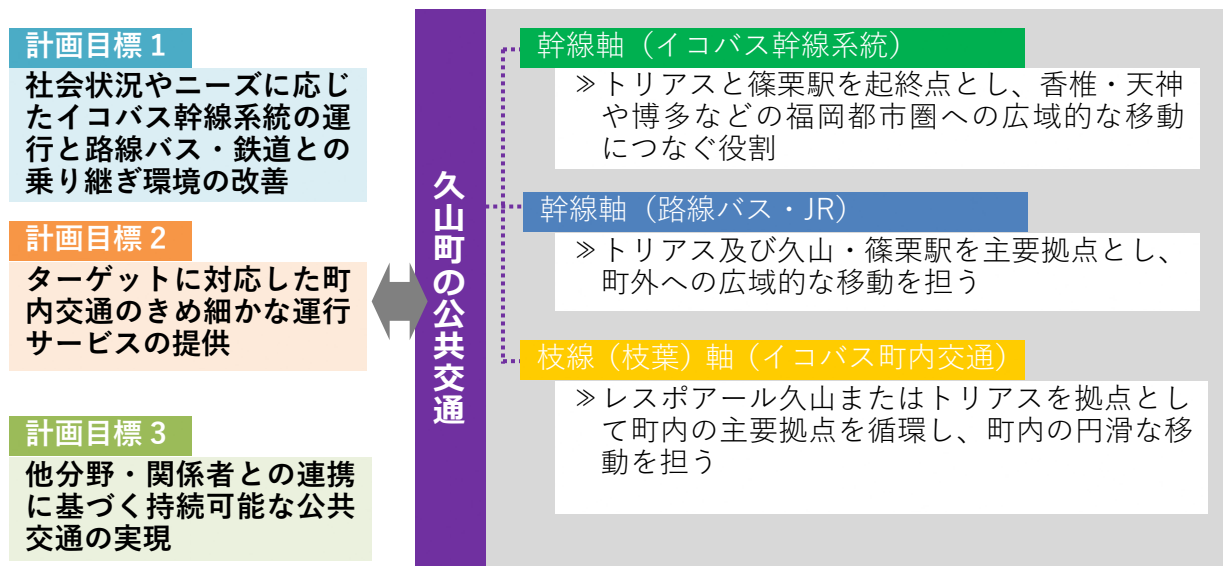 計画目標１
社会状況やニーズに応じ
たイコバス幹線系統の運
行と路線バス・鉄道との
乗り継ぎ環境の改善
計画目標２
ターゲットに対応した町
内交通のきめ細かな運行
サービスの提供
計画目標３
他分野・関係者との連携
に基づく持続可能な公共
交通の実現
久山町の公共交通
幹線軸（イコバス幹線系統）
≫トリアスと篠栗駅を起終点とし、香椎・天神
や博多などの福岡都市圏への広域的な移動
につなぐ役割
幹線軸（路線バス・JR）
≫トリアス及び久山・篠栗駅を主要拠点とし、
町外への広域的な移動を担う
枝線（枝葉）軸（イコバス町内交通）
≫レスポアール久山またはトリアスを拠点とし
て町内の主要拠点を循環し、町内の円滑な移
動を担う